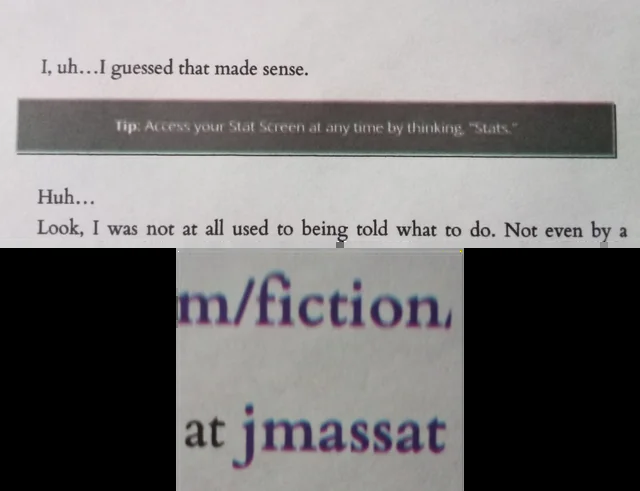 I, uh…I guessed that made sense.
Tip: Access your Stat Screen at any time by thinking, "Stats."
Huh…
Look, I was not at all used to being told what to do. Not even by a
m/fiction/
at jmassat